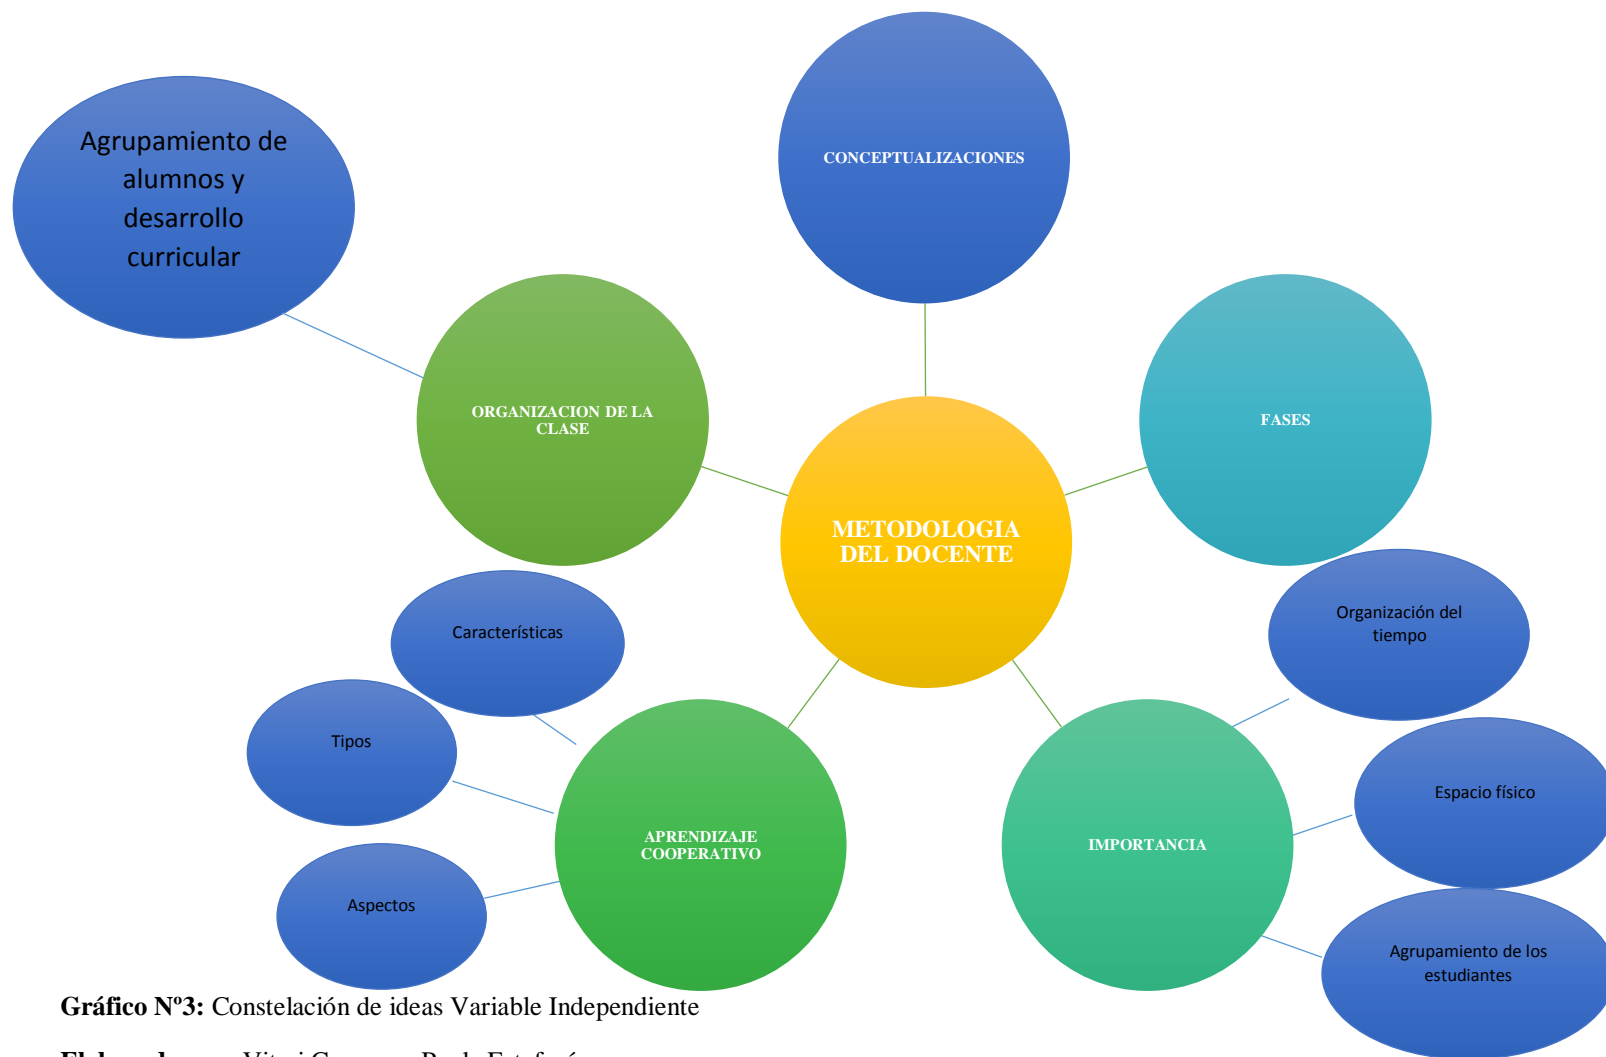 CONCEPTUALIZACIONES
Agrupamiento de
alumnos y
desarrollo
curricular
ORGANIZACION DE LA
CLASE
FASES
METODOLOGIA
DEL DOCENTE
Organización del
tiempo
Características
Tipos
Espacio físico
APRENDIZAJE
COOPERATIVO
IMPORTANCIA
Aspectos
Agrupamiento de los
estudiantes
Gráfico Nº3: Constelación de ideas Variable Independiente